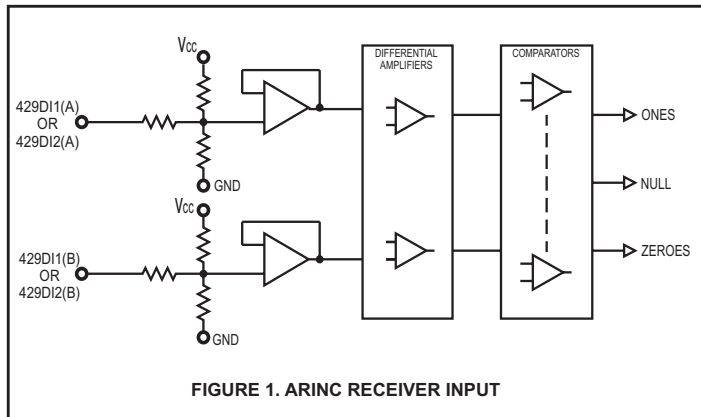 DIFFERENTIAL
AMPLIFIERS
COMPARATORS
VCC
429DI1(A)
OR
429DI2(A)
GND
ONES
NULL
ZEROES
VCC
429DI1(B)
OR
429DI2(B)
GND
FIGURE 1. ARINC RECEIVER INPUT